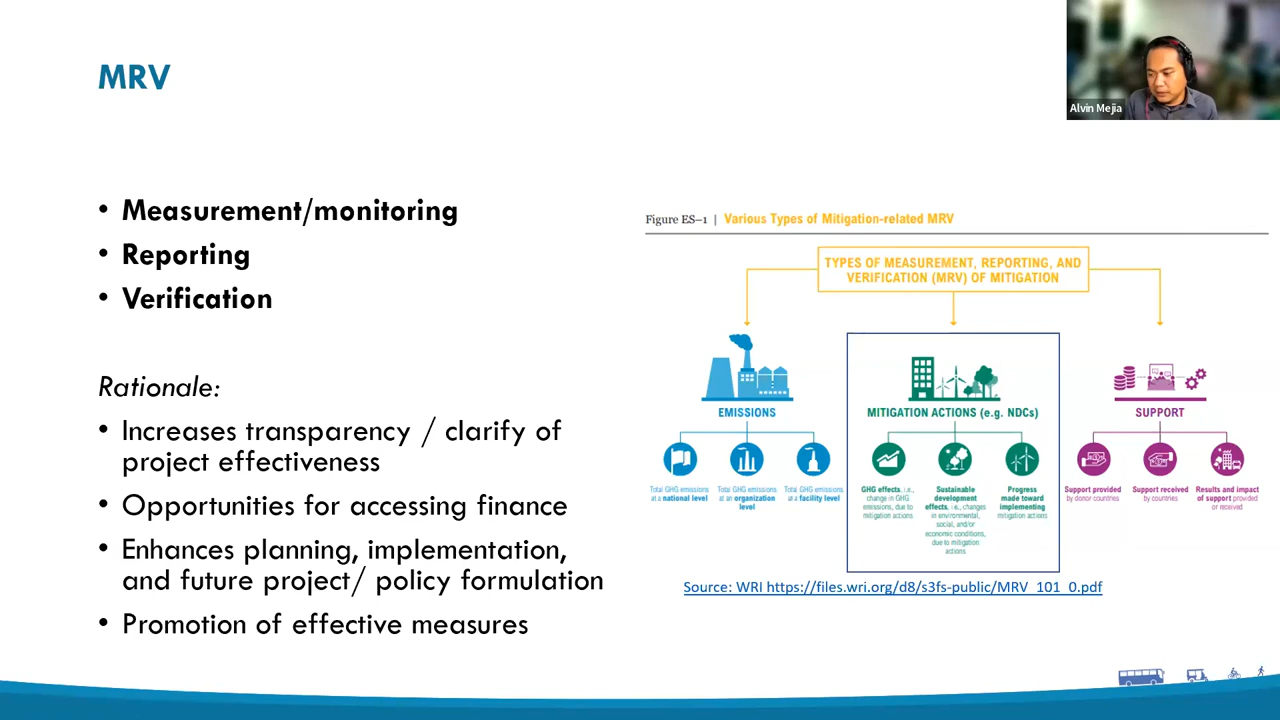 MRV
Alvin Mejia
• Measurement/monitoring
• Reporting
• Verification
Rationale:
• Increases transparency / clarify of
project effectiveness
• Opportunities for accessing finance
• Enhances planning, implementation,
and future project/ policy formulation
• Promotion of effective measures
Figure ES–1 | Various Types of Mitigation-related MRV
TYPES OF MEASUREMENT, REPORTING, AND
VERIFICATION (MRV) OF MITIGATION
EMISSIONS
Total GHG emissions
at a national level
Total GHG emissions
at an organization
level
Total GHG emissions
at a facility level
MITIGATION ACTIONS (e.g. NDCs)
GHG effects, i.e.,
change in GHG
emissions, due to
mitigation actions
Sustainable
development
effects, i.e., changes
in environmental,
social, and/or
economic conditions,
due to mitigation
actions
Progress
made toward
implementing
mitigation actions
SUPPORT
Support provided
by donor countries
Support received
by countries
Results and impact
of support provided
or received
Source: WRI https://files.wri.org/d8/s3fs-public/MRV_101_0.pdf